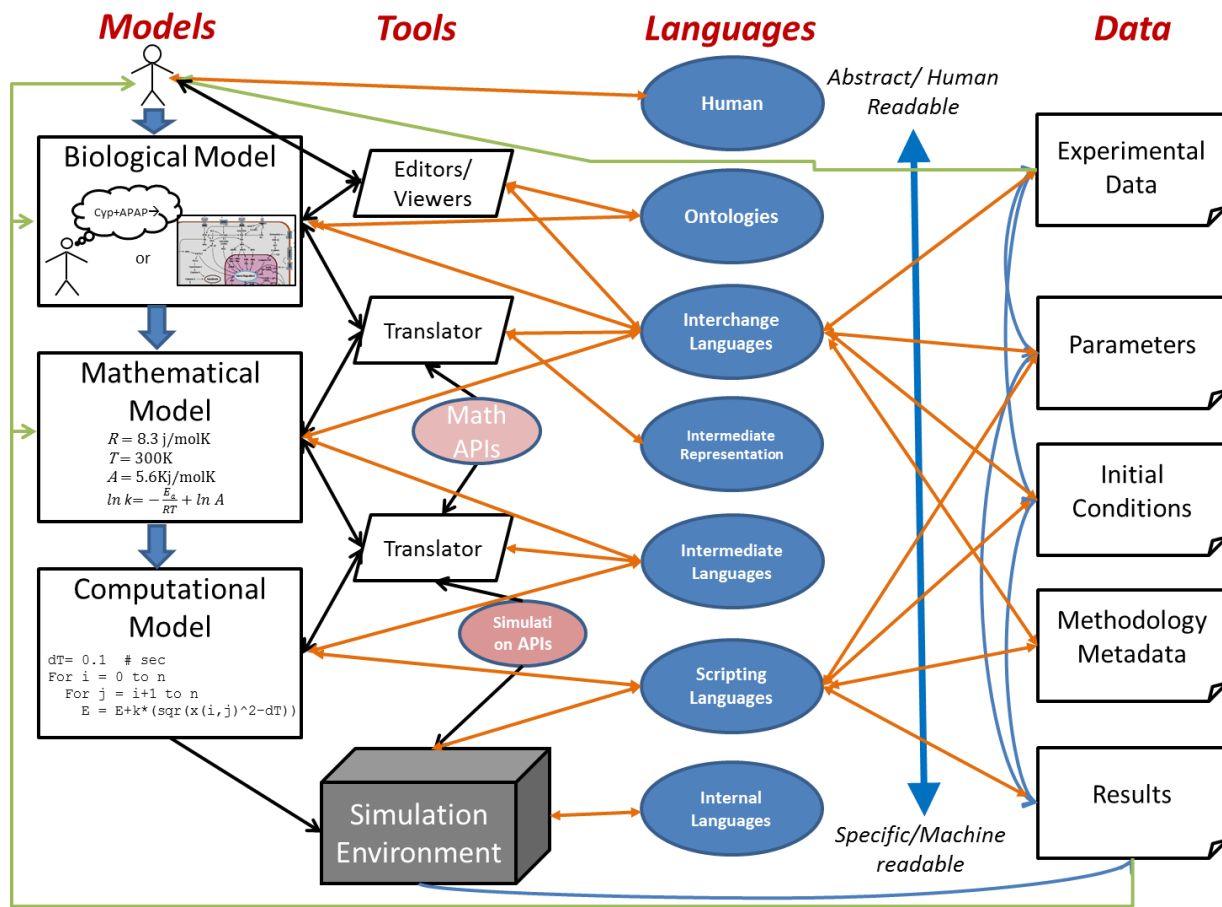 Models
Tools
Languages
Data
Biological Model
Cyp+APAP→
or
Mathematical
Model
R = 8.3 j/molK
T = 300K
A = 5.6Kj/molK
ln k= −E_a/RT + ln A
Computational
Model
dT= 0.1  # sec
For i = 0 to n
For j = i+1 to n
E = E+k*(sqr(x(i,j)^2-dT))
Editors/
Viewers
Translator
Math
APIs
Translator
Simulati
on APIs
Simulation
Environment
Human
Ontologies
Interchange
Languages
Intermediate
Representation
Intermediate
Languages
Scripting
Languages
Internal
Languages
Abstract/ Human
Readable
Specific/Machine
readable
Experimental
Data
Parameters
Initial
Conditions
Methodology
Metadata
Results